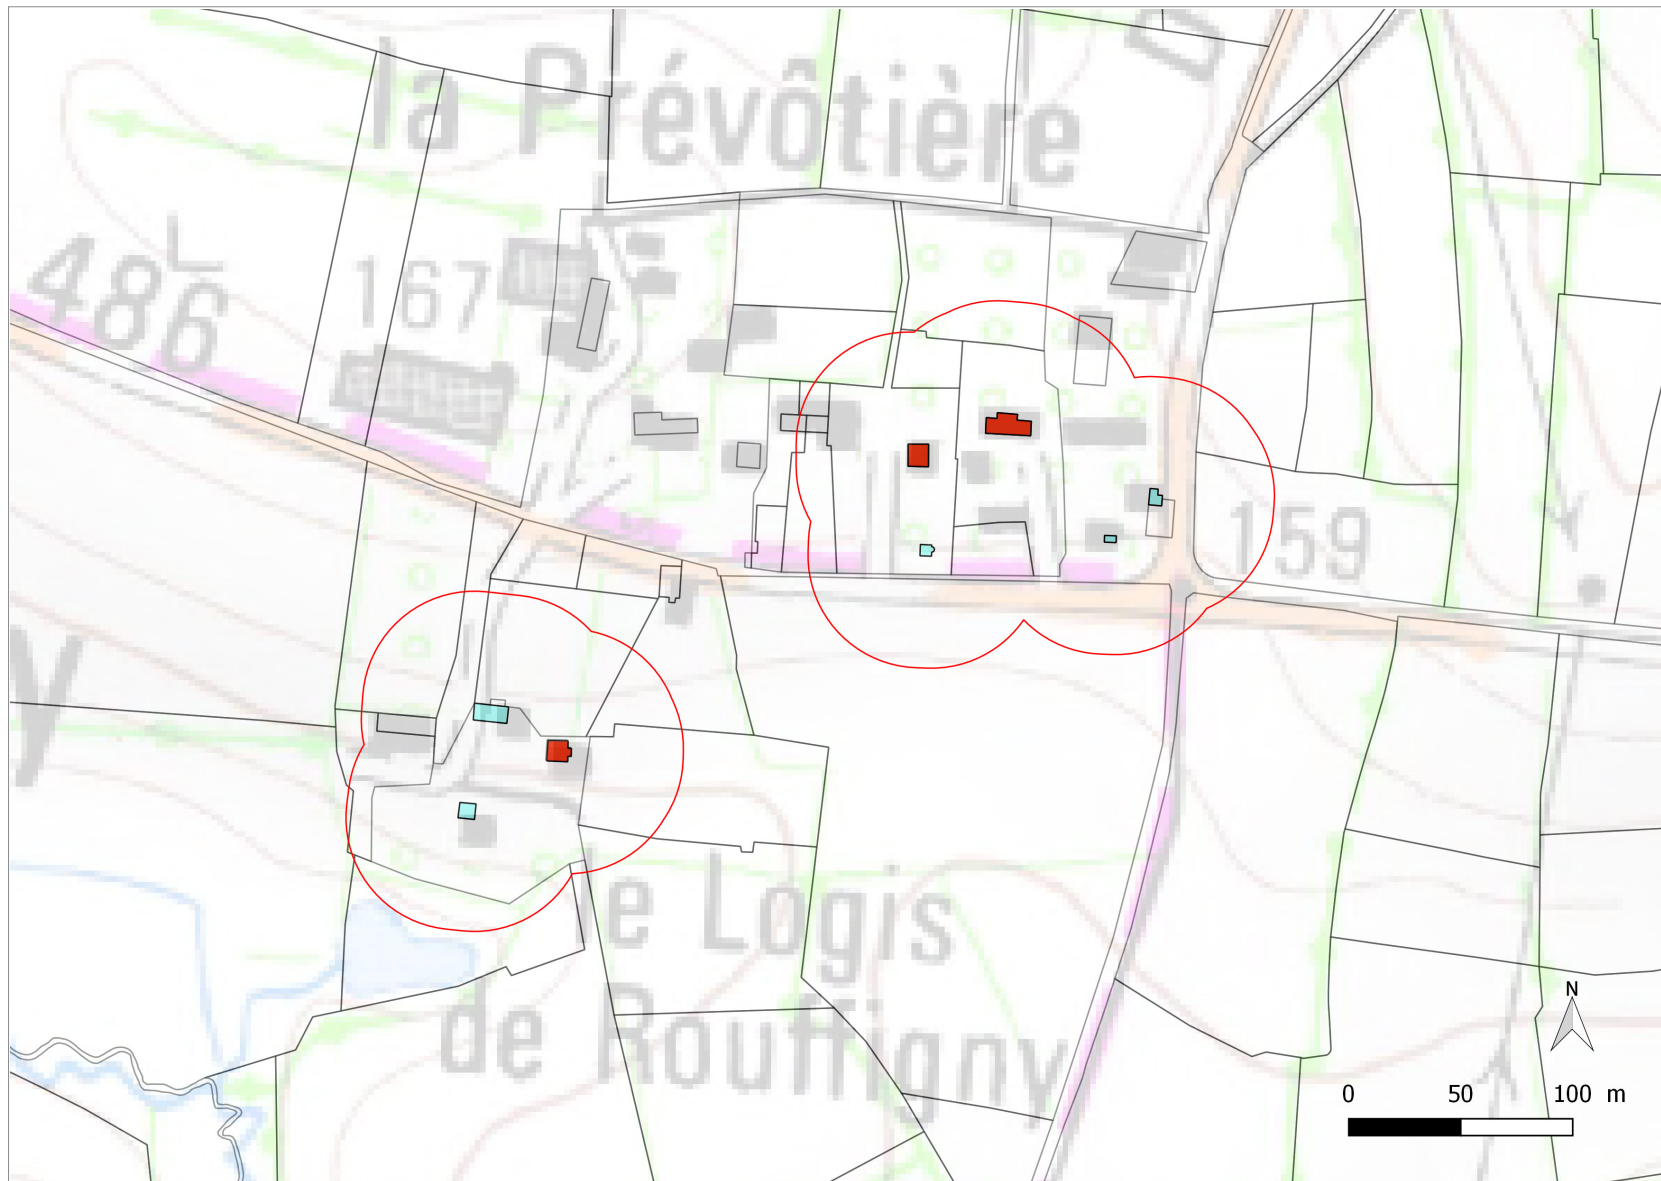 la Prévôtière
486
167
159
y
le Logis
de Rouffigny
N
0 50 100 m